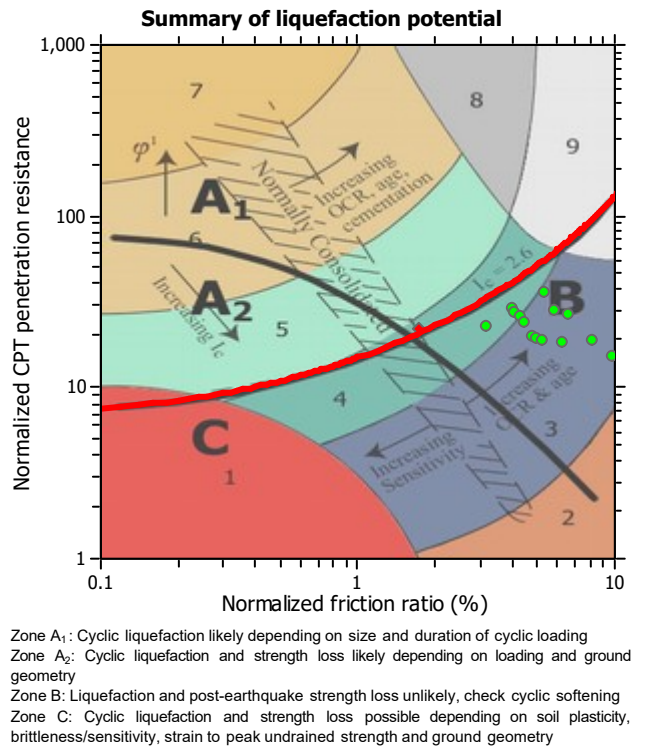 Summary of liquefaction potential
1,000
7
8
φ'
9
Increasing
OCR, age,
cementation
A1
Normally Consolidated
100
6
Ic = 2.6
A2
B
Increasing Ic
5
10
4
Increasing
OCR & age
C
3
Increasing
Sensitivity
1
2
1
0.1
1
10
Normalized CPT penetration resistance
Normalized friction ratio (%)
Zone A1: Cyclic liquefaction likely depending on size and duration of cyclic loading
Zone A2: Cyclic liquefaction and strength loss likely depending on loading and ground
geometry
Zone B: Liquefaction and post-earthquake strength loss unlikely, check cyclic softening
Zone C: Cyclic liquefaction and strength loss possible depending on soil plasticity,
brittleness/sensitivity, strain to peak undrained strength and ground geometry